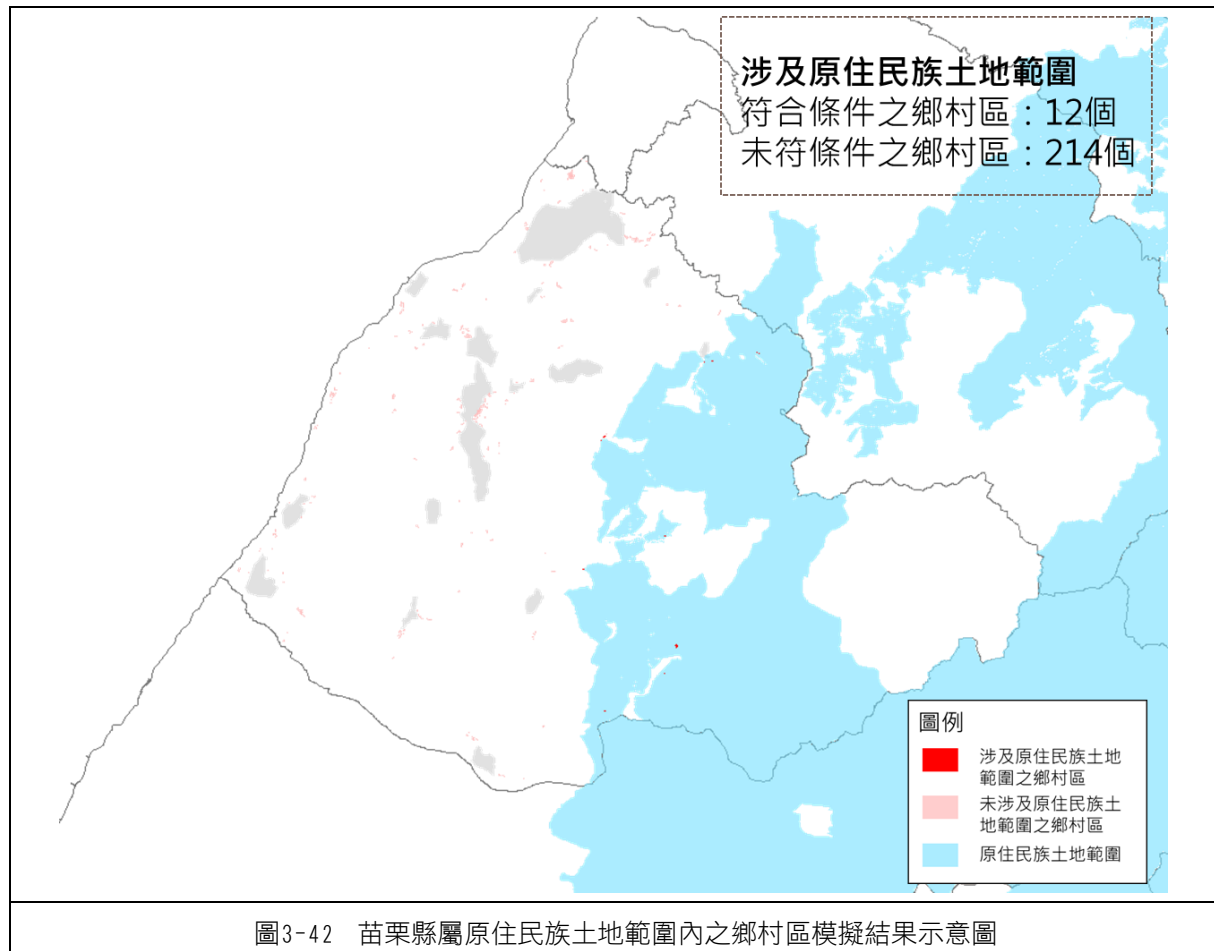 涉及原住民族土地範圍
符合條件之鄉村區：12個
未符條件之鄉村區：214個
圖例
涉及原住民族土地
範圍之鄉村區
未涉及原住民族土
地範圍之鄉村區
原住民族土地範圍
圖3-42 苗栗縣屬原住民族土地範圍內之鄉村區模擬結果示意圖